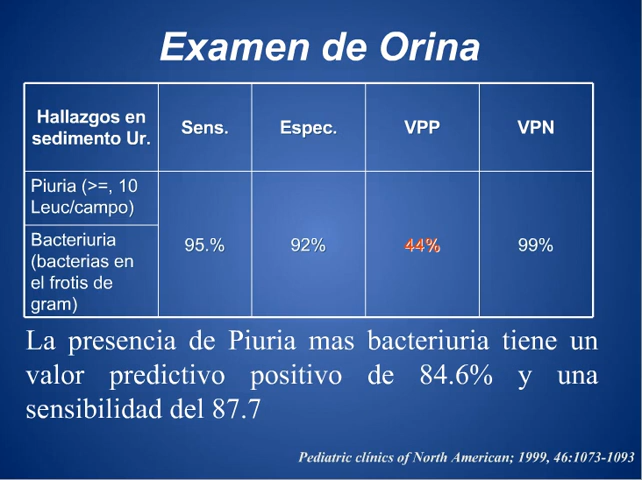 Examen de Orina
Hallazgos en
sedimento Ur.
Sens.
Espec.
VPP
VPN
Piuria (>=, 10
Leuc/campo)
Bacteriuria
(bacterias en
el frotis de
gram)
95.%
92%
44%
99%
La presencia de Piuria mas bacteriuria tiene un
valor predictivo positivo de 84.6% y una
sensibilidad del 87.7
Pediatric clínics of North American; 1999, 46:1073-1093